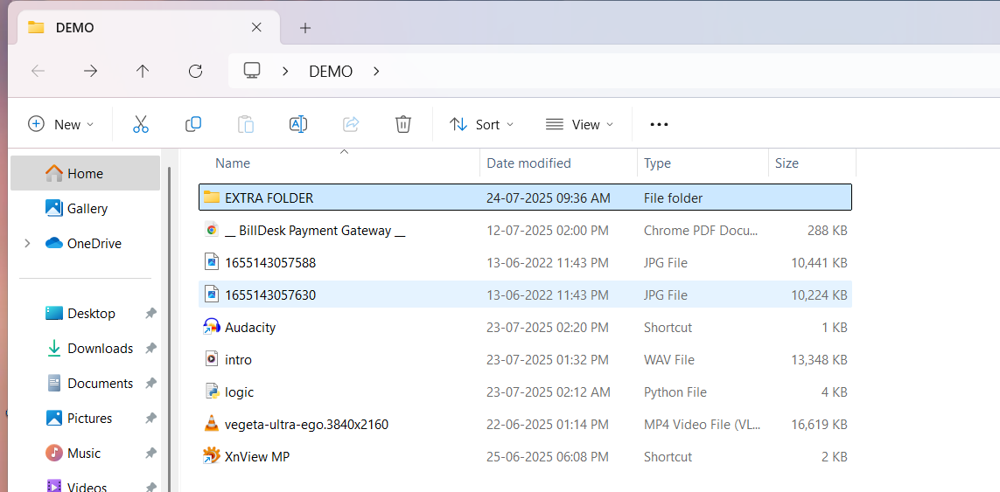 DEMO
DEMO
New Sort View
Name Date modified Type Size
Home
Gallery
OneDrive
Desktop
Downloads
Documents
Pictures
Music
Videos
EXTRA FOLDER 24-07-2025 09:36 AM File folder
__ BillDesk Payment Gateway __ 12-07-2025 02:00 PM Chrome PDF Docu... 288 KB
1655143057588 13-06-2022 11:43 PM JPG File 10,441 KB
1655143057630 13-06-2022 11:43 PM JPG File 10,224 KB
Audacity 23-07-2025 02:20 PM Shortcut 1 KB
intro 23-07-2025 01:32 PM WAV File 13,348 KB
logic 23-07-2025 02:12 AM Python File 4 KB
vegeta-ultra-ego.3840x2160 22-06-2025 01:14 PM MP4 Video File (VL... 16,619 KB
XnView MP 25-06-2025 06:08 PM Shortcut 2 KB